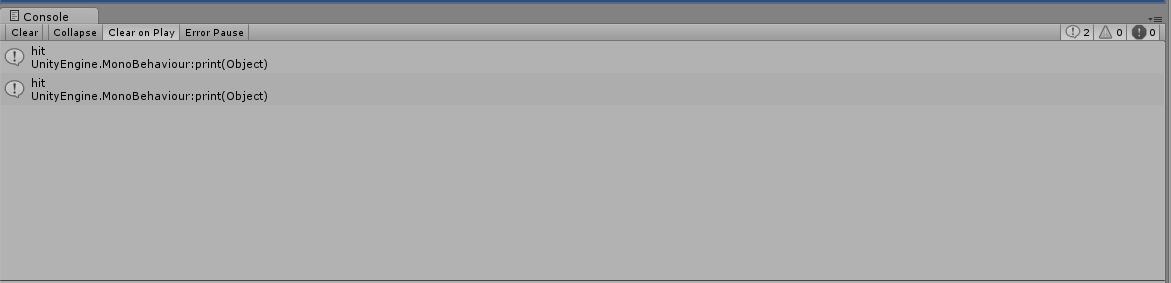 Console
Clear Collapse Clear on Play Error Pause 2 0 0
hit
UnityEngine.MonoBehaviour:print(Object)
hit
UnityEngine.MonoBehaviour:print(Object)